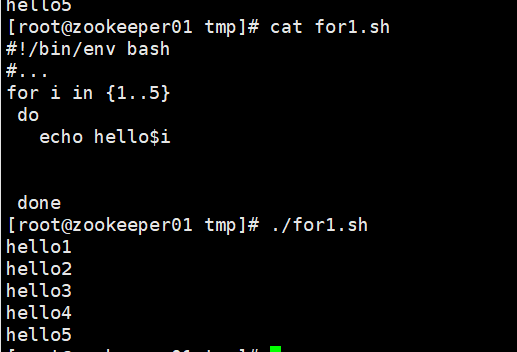 hello5
[root@zookeeper01 tmp]# cat for1.sh
#!/bin/env bash
#...
for i in {1..5}
 do
   echo hello$i
 done
[root@zookeeper01 tmp]# ./for1.sh
hello1
hello2
hello3
hello4
hello5
[root@zookeeper01 tmp]#